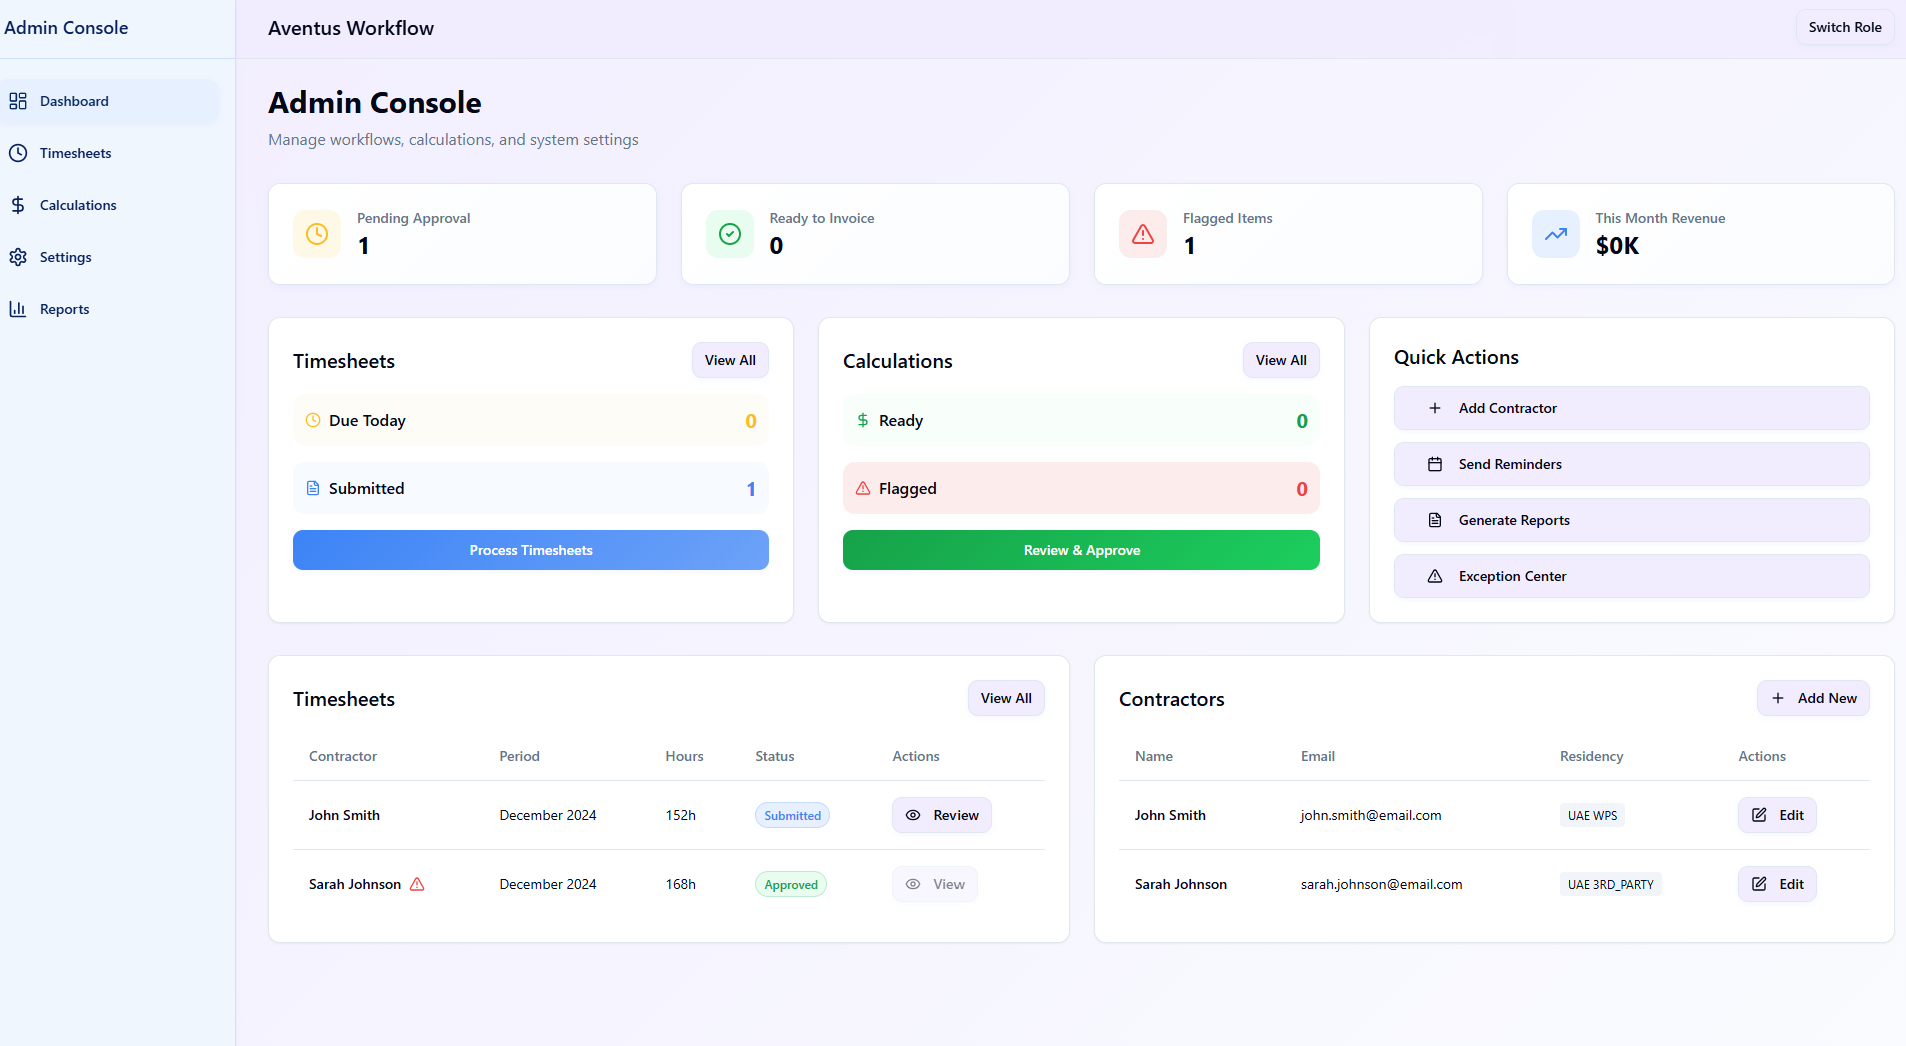 Admin Console
Aventus Workflow
Switch Role
Dashboard
Timesheets
Calculations
Settings
Reports
Admin Console
Manage workflows, calculations, and system settings
Pending Approval
1
Ready to Invoice
0
Flagged Items
1
This Month Revenue
$0K
Timesheets
View All
Due Today
0
Submitted
1
Process Timesheets
Calculations
View All
Ready
0
Flagged
0
Review & Approve
Quick Actions
Add Contractor
Send Reminders
Generate Reports
Exception Center
Timesheets
View All
Contractor Period Hours Status Actions
John Smith December 2024 152h Submitted Review
Sarah Johnson December 2024 168h Approved View
Contractors
Add New
Name Email Residency Actions
John Smith john.smith@email.com UAE WPS Edit
Sarah Johnson sarah.johnson@email.com UAE 3RD_PARTY Edit